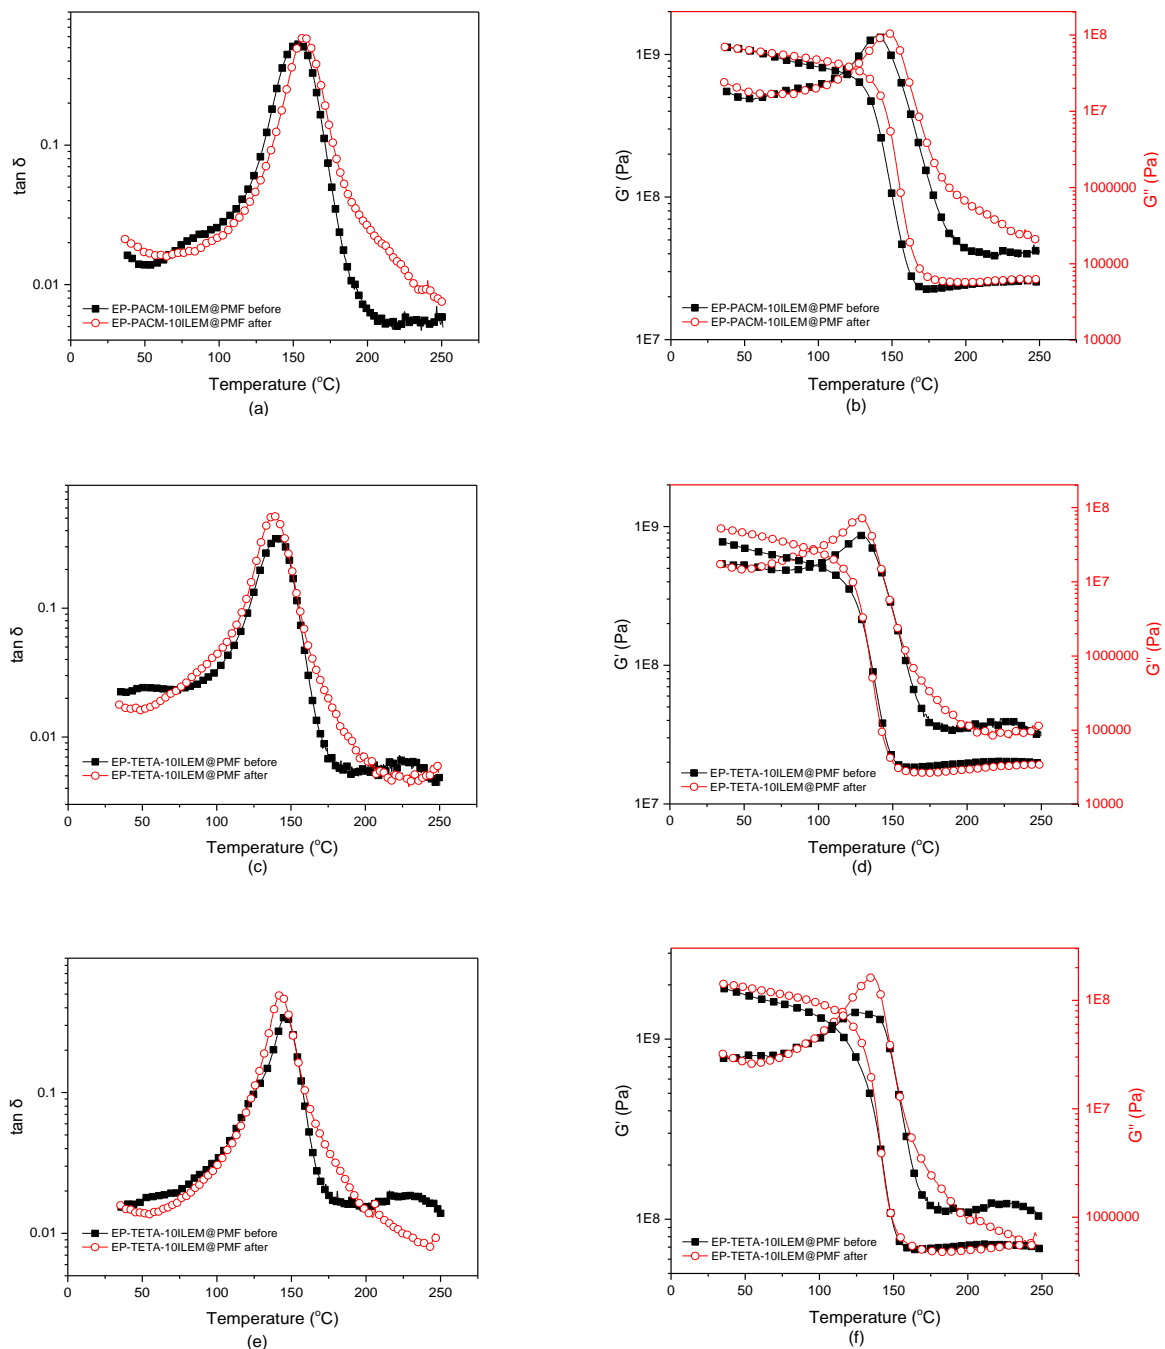 tan δ
0.1
0.01
EP-PACM-10ILEM@PMF before
EP-PACM-10ILEM@PMF after
0 50 100 150 200 250
Temperature (°C)
(a)
G' (Pa)
1E9
1E8
1E7
EP-PACM-10ILEM@PMF before
EP-PACM-10ILEM@PMF after
0 50 100 150 200 250
Temperature (°C)
1E8
1E7
1000000
100000
10000
G'' (Pa)
(b)
tan δ
0.1
0.01
EP-TETA-10ILEM@PMF before
EP-TETA-10ILEM@PMF after
0 50 100 150 200 250
Temperature (°C)
(c)
G' (Pa)
1E9
1E8
1E7
EP-TETA-10ILEM@PMF before
EP-TETA-10ILEM@PMF after
0 50 100 150 200 250
Temperature (°C)
1E8
1E7
1000000
100000
10000
G'' (Pa)
(d)
tan δ
0.1
0.01
EP-TETA-10ILEM@PMF before
EP-TETA-10ILEM@PMF after
0 50 100 150 200 250
Temperature (°C)
(e)
G' (Pa)
1E9
1E8
EP-TETA-10ILEM@PMF before
EP-TETA-10ILEM@PMF after
0 50 100 150 200 250
Temperature (°C)
1E8
1E7
1000000
G'' (Pa)
(f)